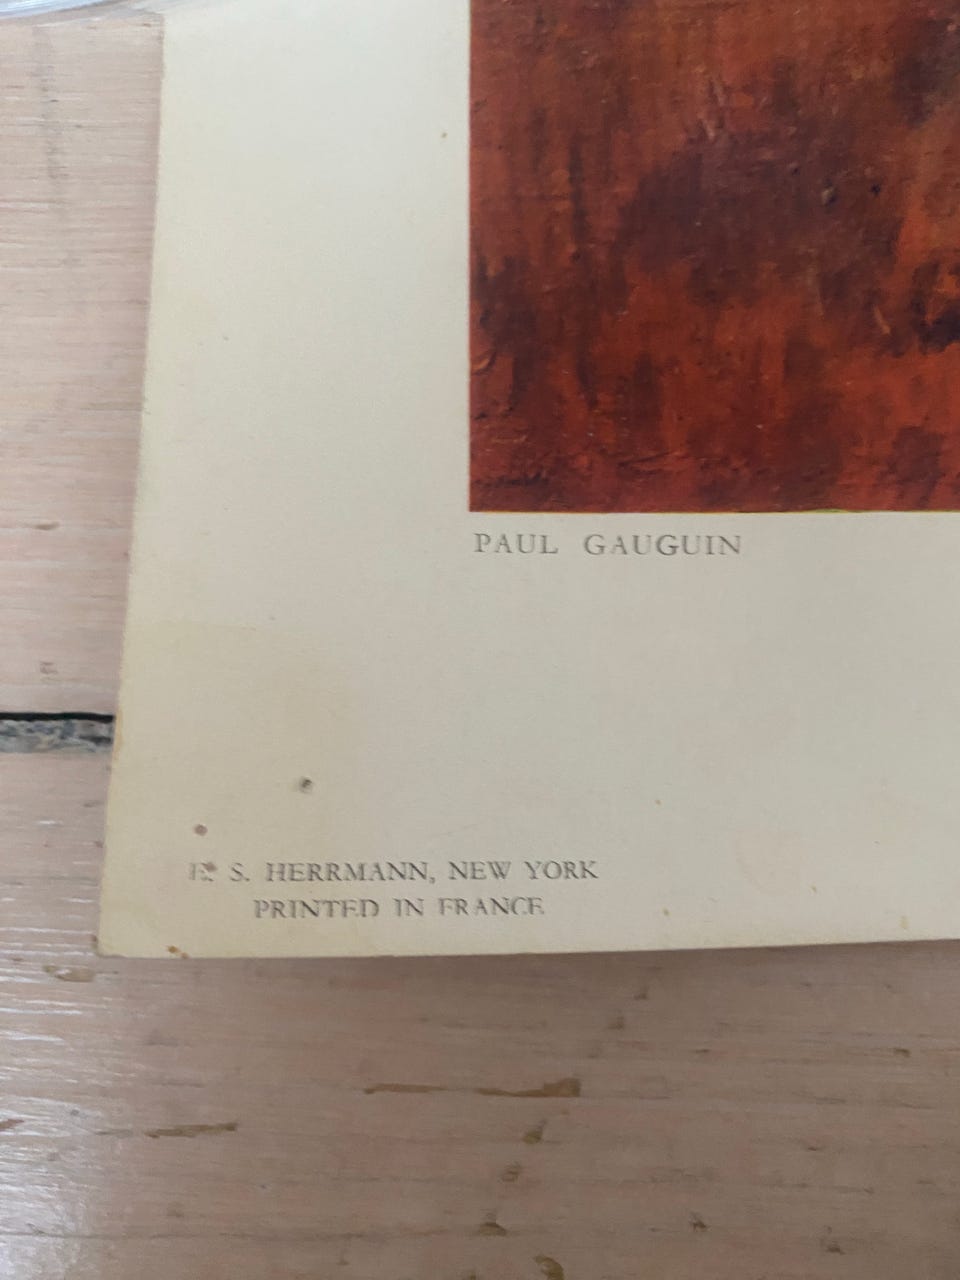 PAUL GAUGUIN
E. S. HERRMANN, NEW YORK
PRINTED IN FRANCE